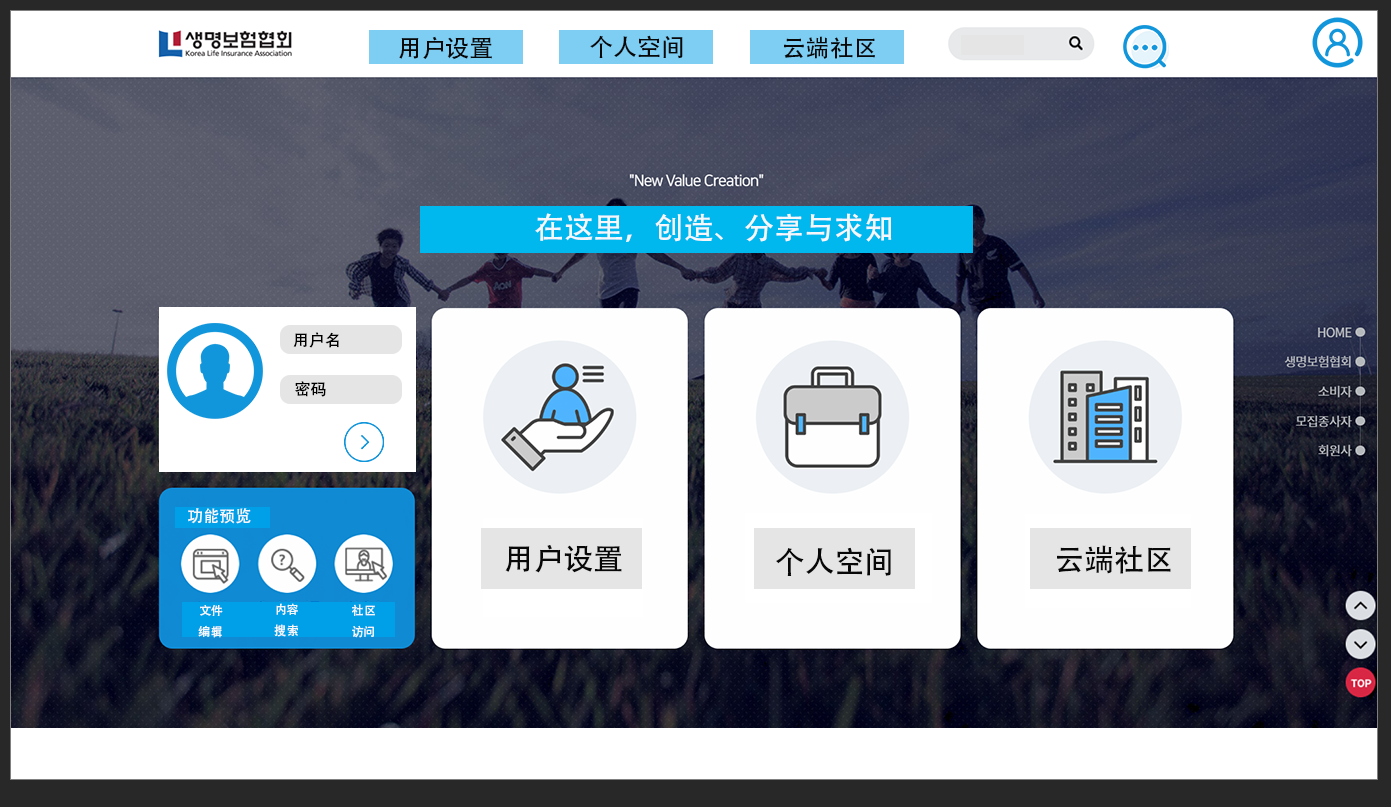 생명보험협회
Korea Life Insurance Association
用户设置
个人空间
云端社区
"New Value Creation"
在这里，创造、分享与求知
AON
用户名
密码
功能预览
文件
编辑
内容
搜索
社区
访问
用户设置
个人空间
云端社区
HOME
생명보험협회
소비자
모집종사자
회원사
TOP